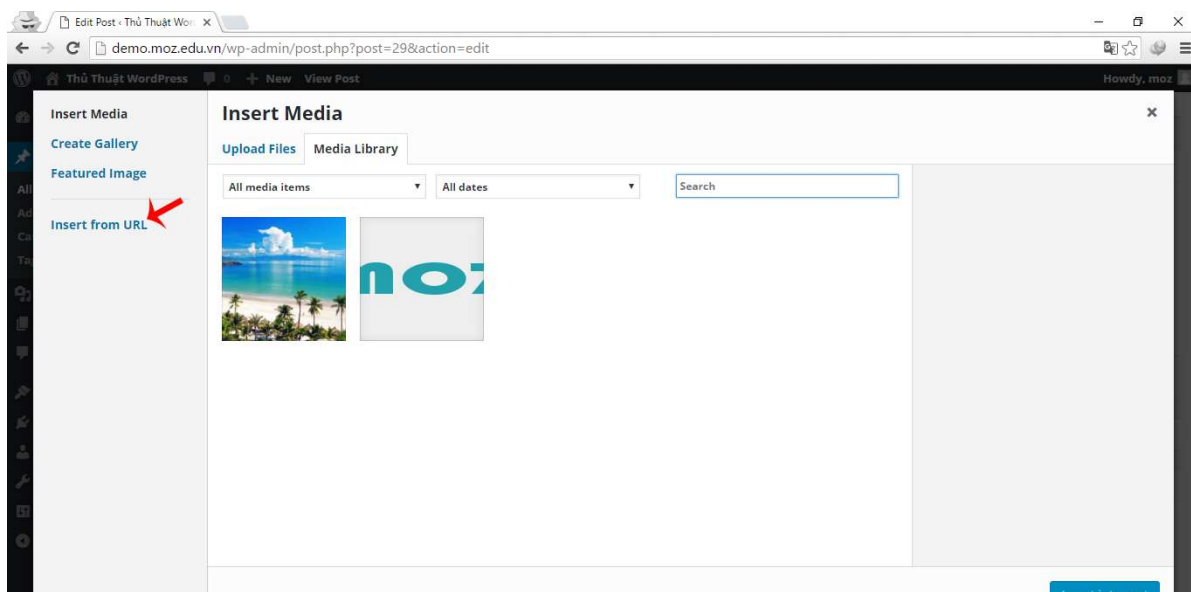 Edit Post ‹ Thủ Thuật Wor
demo.moz.edu.vn/wp-admin/post.php?post=29&action=edit
Thủ Thuật WordPress 0 + New View Post Howdy, moz
Insert Media
Create Gallery
Featured Image
Insert from URL
Insert Media
Upload Files Media Library
All media items All dates Search
moz